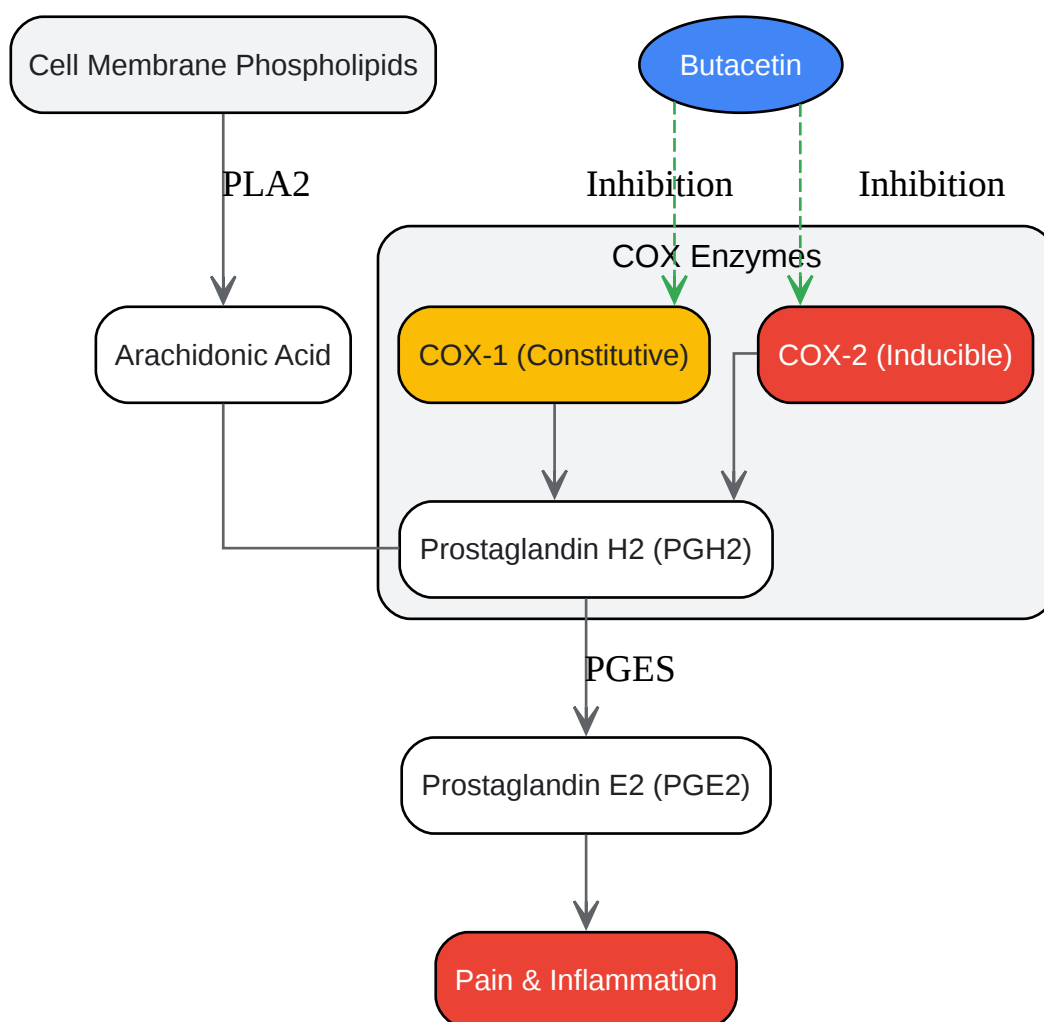 Cell Membrane Phospholipids
Butacetin
PLA2
Inhibition
Inhibition
COX Enzymes
Arachidonic Acid
COX-1 (Constitutive)
COX-2 (Inducible)
Prostaglandin H2 (PGH2)
PGES
Prostaglandin E2 (PGE2)
Pain & Inflammation